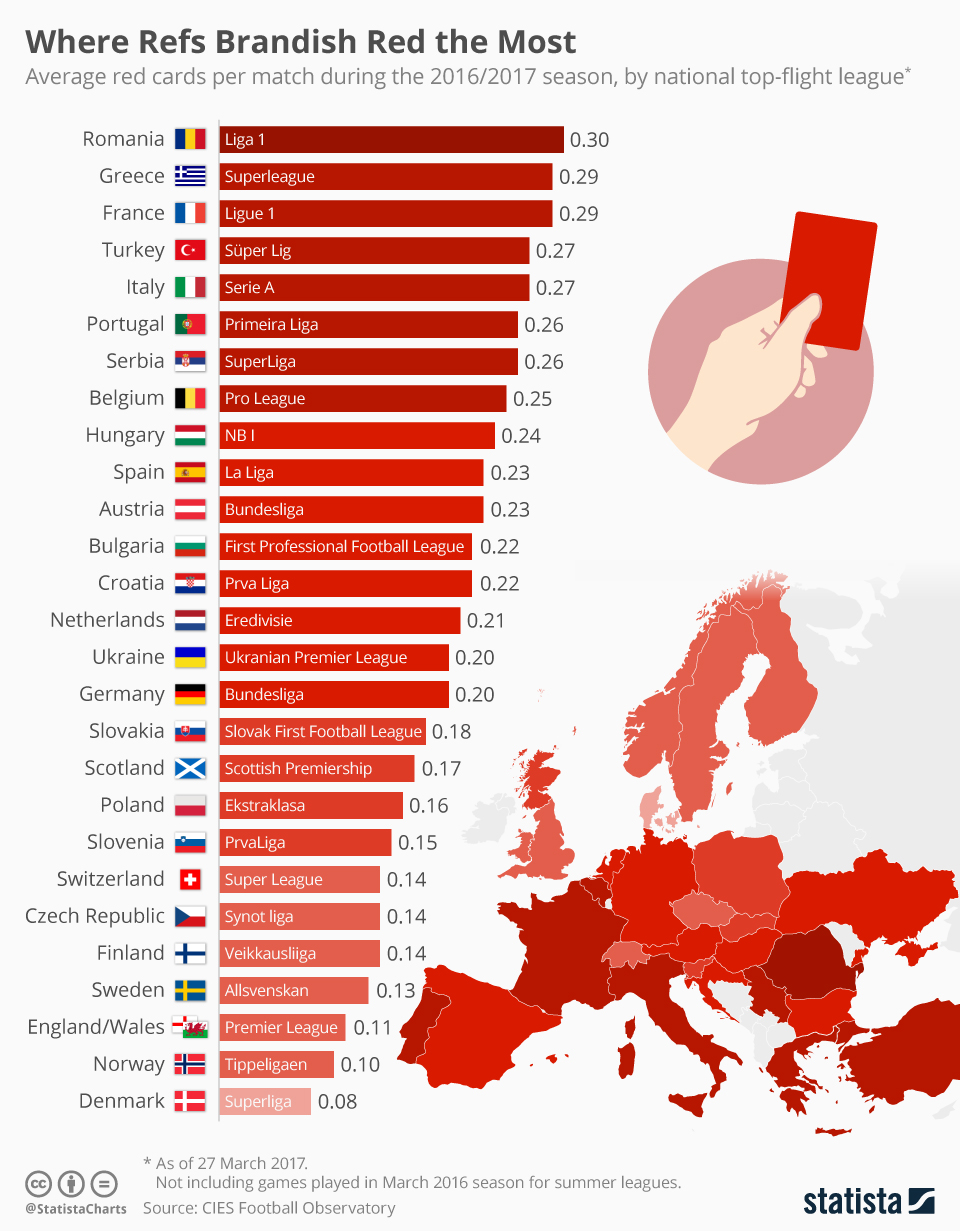 Where Refs Brandish Red the Most
Average red cards per match during the 2016/2017 season, by national top-flight league*
Romania Liga 1 0.30
Greece Superleague 0.29
France Ligue 1 0.29
Turkey Süper Lig 0.27
Italy Serie A 0.27
Portugal Primeira Liga 0.26
Serbia SuperLiga 0.26
Belgium Pro League 0.25
Hungary NB I 0.24
Spain La Liga 0.23
Austria Bundesliga 0.23
Bulgaria First Professional Football League 0.22
Croatia Prva Liga 0.22
Netherlands Eredivisie 0.21
Ukraine Ukranian Premier League 0.20
Germany Bundesliga 0.20
Slovakia Slovak First Football League 0.18
Scotland Scottish Premiership 0.17
Poland Ekstraklasa 0.16
Slovenia PrvaLiga 0.15
Switzerland Super League 0.14
Czech Republic Synot liga 0.14
Finland Veikkausliiga 0.14
Sweden Allsvenskan 0.13
England/Wales Premier League 0.11
Norway Tippeligaen 0.10
Denmark Superliga 0.08
* As of 27 March 2017.
Not including games played in March 2016 season for summer leagues.
cc
@StatistaCharts Source: CIES Football Observatory
statista